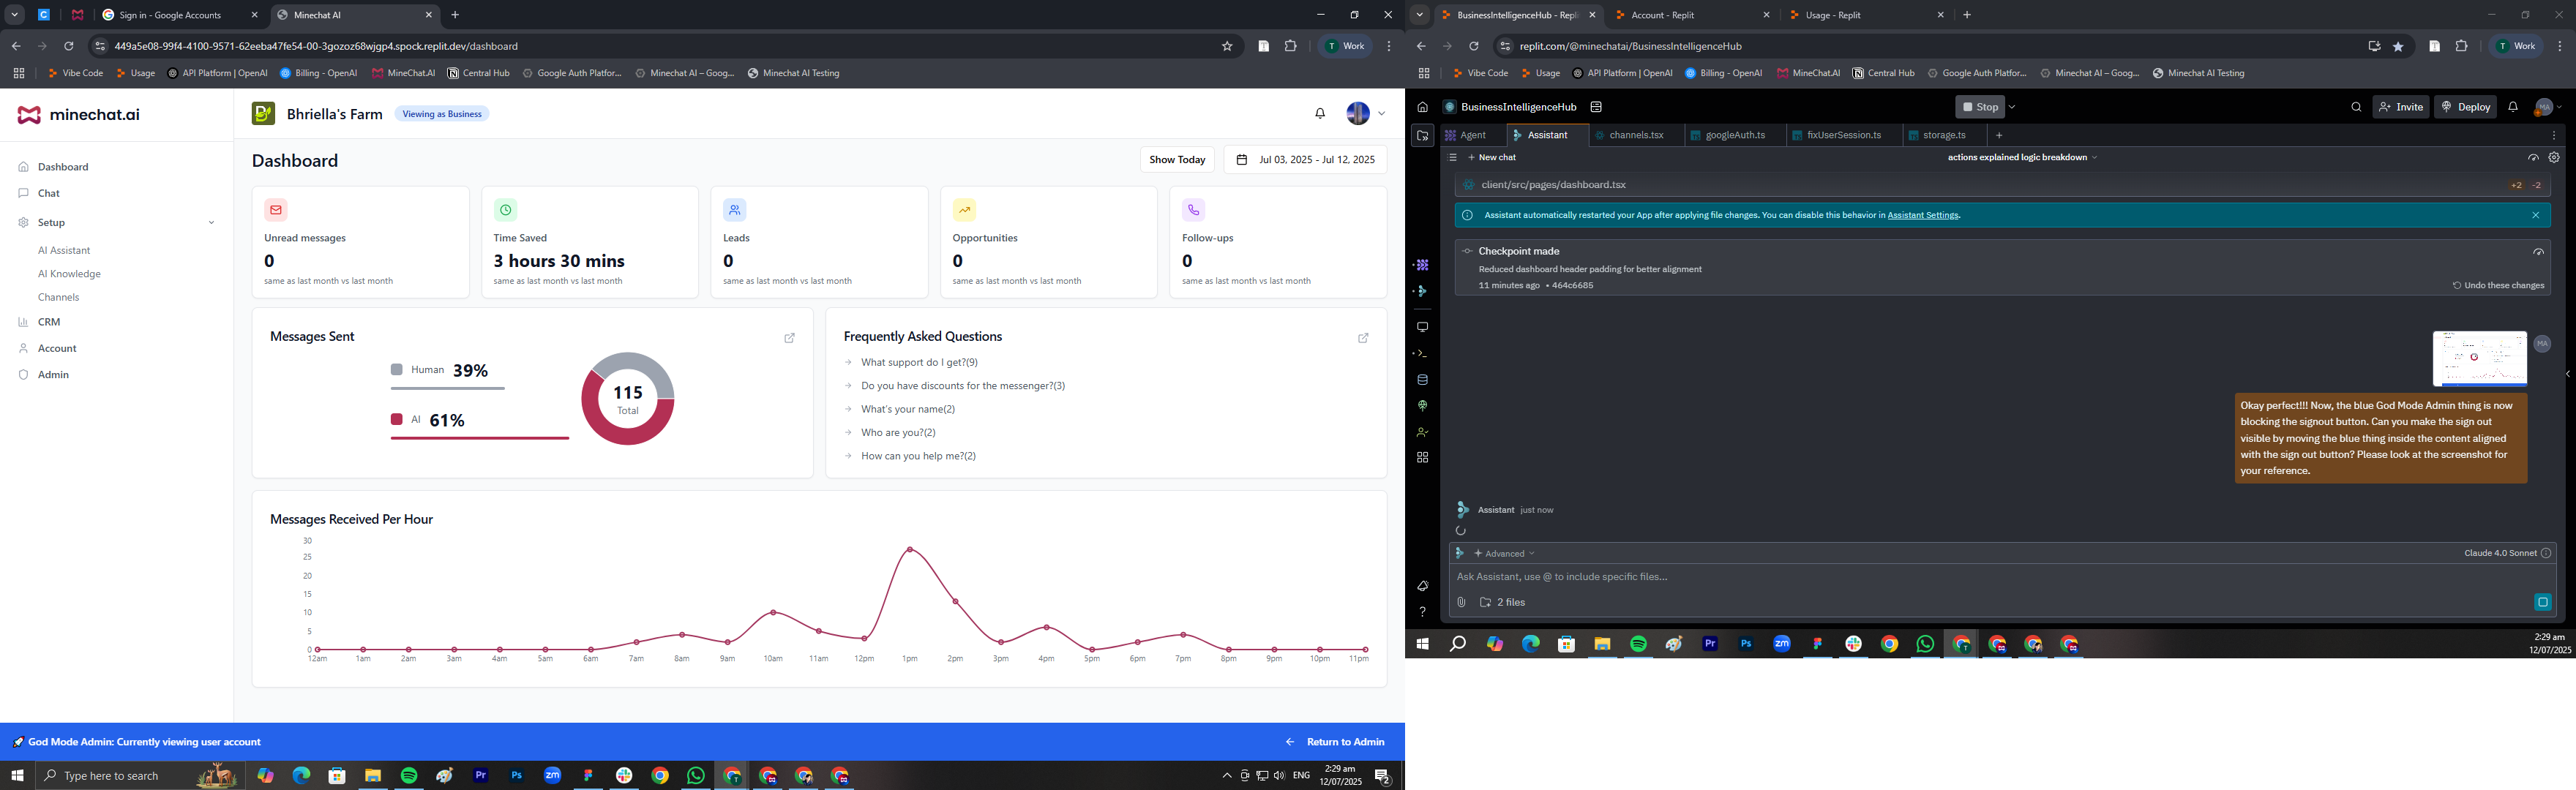 Sign in - Google Accounts
Minechat AI
449a5e08-99f4-4100-9571-62eeba47fe54-00-3gozoz68wjgp4.spock.replit.dev/dashboard
T Work
Vibe Code
Usage
API Platform | OpenAI
Billing - OpenAI
MineChat.AI
Central Hub
Google Auth Platfor...
Minechat AI – Goog...
Minechat AI Testing
minechat.ai
Bhriella's Farm
Viewing as Business
Dashboard
Chat
Setup
AI Assistant
AI Knowledge
Channels
CRM
Account
Admin
Dashboard
Show Today
Jul 03, 2025 - Jul 12, 2025
Unread messages
0
same as last month vs last month
Time Saved
3 hours 30 mins
same as last month vs last month
Leads
0
same as last month vs last month
Opportunities
0
same as last month vs last month
Follow-ups
0
same as last month vs last month
Messages Sent
Human 39%
AI 61%
115
Total
Frequently Asked Questions
What support do I get?(9)
Do you have discounts for the messenger?(3)
What's your name(2)
Who are you?(2)
How can you help me?(2)
Messages Received Per Hour
30
25
20
15
10
5
0
12am 1am 2am 3am 4am 5am 6am 7am 8am 9am 10am 11am 12pm 1pm 2pm 3pm 4pm 5pm 6pm 7pm 8pm 9pm 10pm 11pm
God Mode Admin: Currently viewing user account
Return to Admin
Type here to search
Pr
Ps
zm
ENG
2:29 am
12/07/2025
2
BusinessIntelligenceHub - Repli
Account - Replit
Usage - Replit
replit.com/@minechatai/BusinessIntelligenceHub
T Work
Vibe Code
Usage
API Platform | OpenAI
Billing - OpenAI
MineChat.AI
Central Hub
Google Auth Platfor...
Minechat AI – Goog...
Minechat AI Testing
BusinessIntelligenceHub
Stop
Invite
Deploy
MA
Agent
Assistant
channels.tsx
googleAuth.ts
fixUserSession.ts
storage.ts
New chat
actions explained logic breakdown
client/src/pages/dashboard.tsx
+2 -2
Assistant automatically restarted your App after applying file changes. You can disable this behavior in Assistant Settings.
Checkpoint made
Reduced dashboard header padding for better alignment
11 minutes ago • 464c6685
Undo these changes
MA
Okay perfect!!! Now, the blue God Mode Admin thing is now
blocking the signout button. Can you make the sign out
visible by moving the blue thing inside the content aligned
with the sign out button? Please look at the screenshot for
your reference.
Assistant just now
Advanced
Claude 4.0 Sonnet
Ask Assistant, use @ to include specific files...
2 files
Pr
Ps
zm
2:29 am
12/07/2025